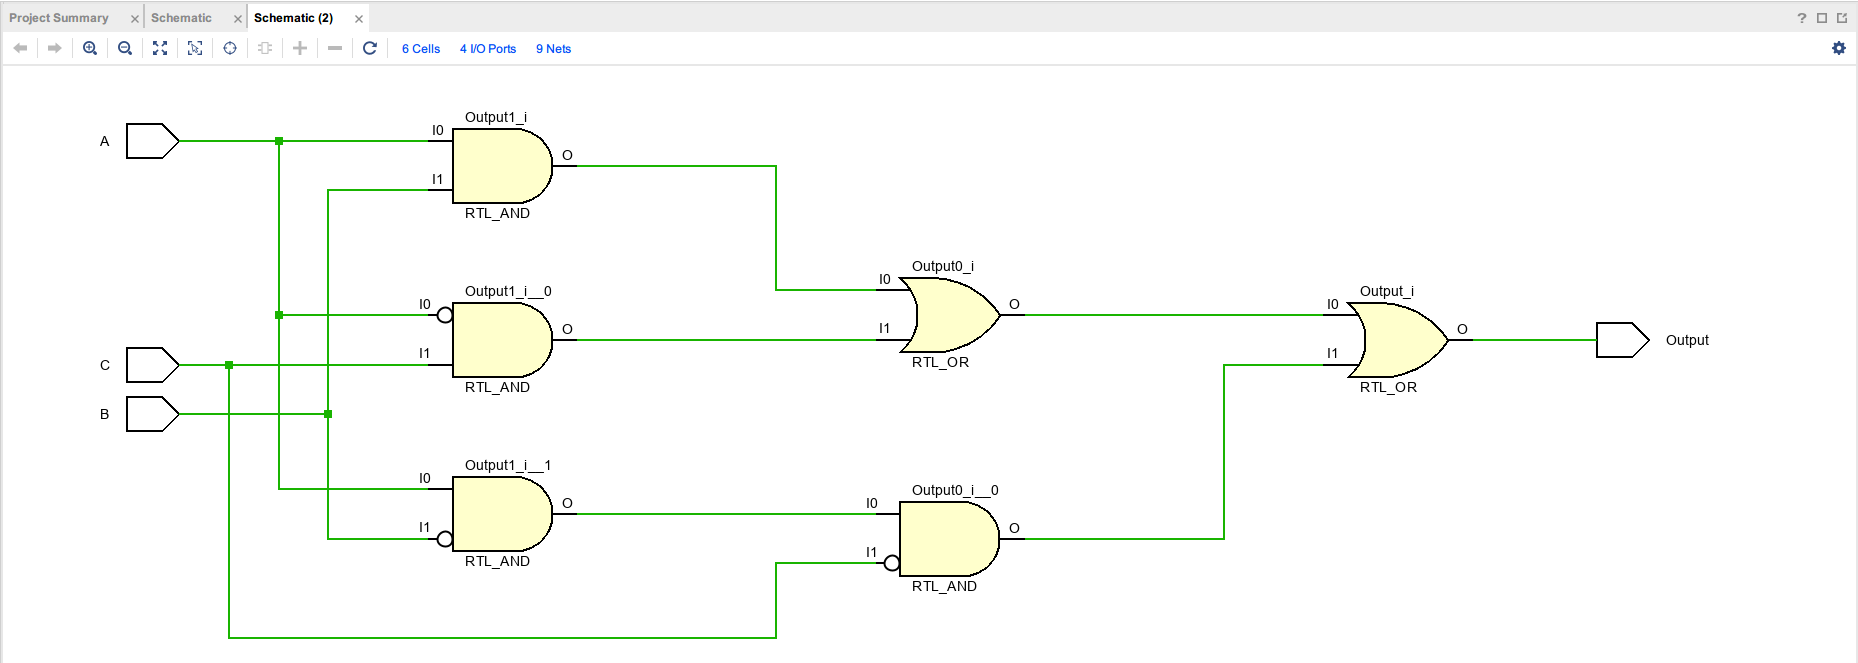 Project Summary
Schematic
Schematic (2)
6 Cells
4 I/O Ports
9 Nets
Output1_i
A
I0
O
I1
RTL_AND
Output0_i
Output1_i__0
Output_i
I0
O
I1
RTL_AND
I0
O
I1
RTL_OR
I0
O
I1
RTL_OR
Output
C
B
Output1_i__1
I0
O
I1
RTL_AND
Output0_i__0
I0
O
I1
RTL_AND